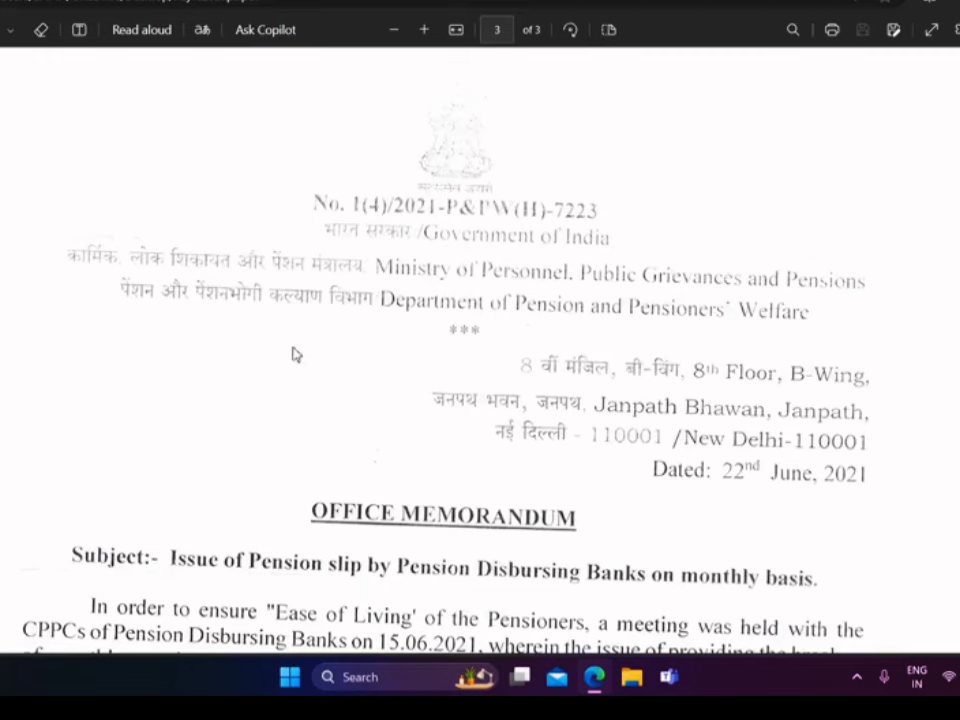 Read aloud
Ask Copilot
3 of 3
सत्यमेव जयते
No. 1(4)/2021-P&PW(H)-7223
भारत सरकार /Government of India
कार्मिक, लोक शिकायत और पेंशन मंत्रालय, Ministry of Personnel, Public Grievances and Pensions
पेंशन और पेंशनभोगी कल्याण विभाग Department of Pension and Pensioners' Welfare
***
8 वीं मंजिल, बी-विंग, 8th Floor, B-Wing,
जनपथ भवन, जनपथ, Janpath Bhawan, Janpath,
नई दिल्ली - 110001 /New Delhi-110001
Dated: 22nd June, 2021
OFFICE MEMORANDUM
Subject:- Issue of Pension slip by Pension Disbursing Banks on monthly basis.
In order to ensure "Ease of Living' of the Pensioners, a meeting was held with the
CPPCs of Pension Disbursing Banks on 15.06.2021, wherein the issue of providing the
Search
ENG
IN